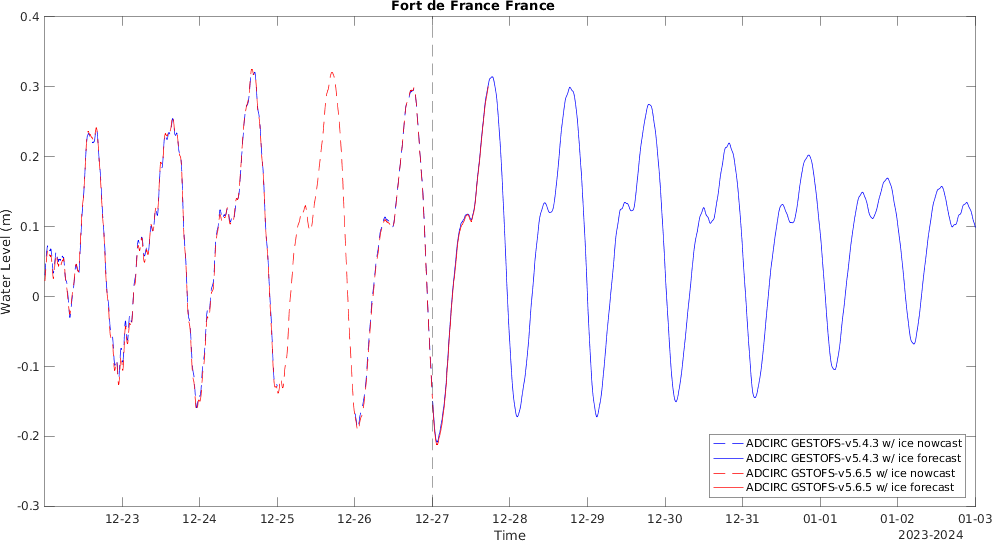 Fort de France France
Water Level (m)
0.4
0.3
0.2
0.1
0
-0.1
-0.2
-0.3
12-23 12-24 12-25 12-26 12-27 12-28 12-29 12-30 12-31 01-01 01-02 01-03
Time
2023-2024
ADCIRC GESTOFS-v5.4.3 w/ ice nowcast
ADCIRC GESTOFS-v5.4.3 w/ ice forecast
ADCIRC GSTOFS-v5.6.5 w/ ice nowcast
ADCIRC GSTOFS-v5.6.5 w/ ice forecast